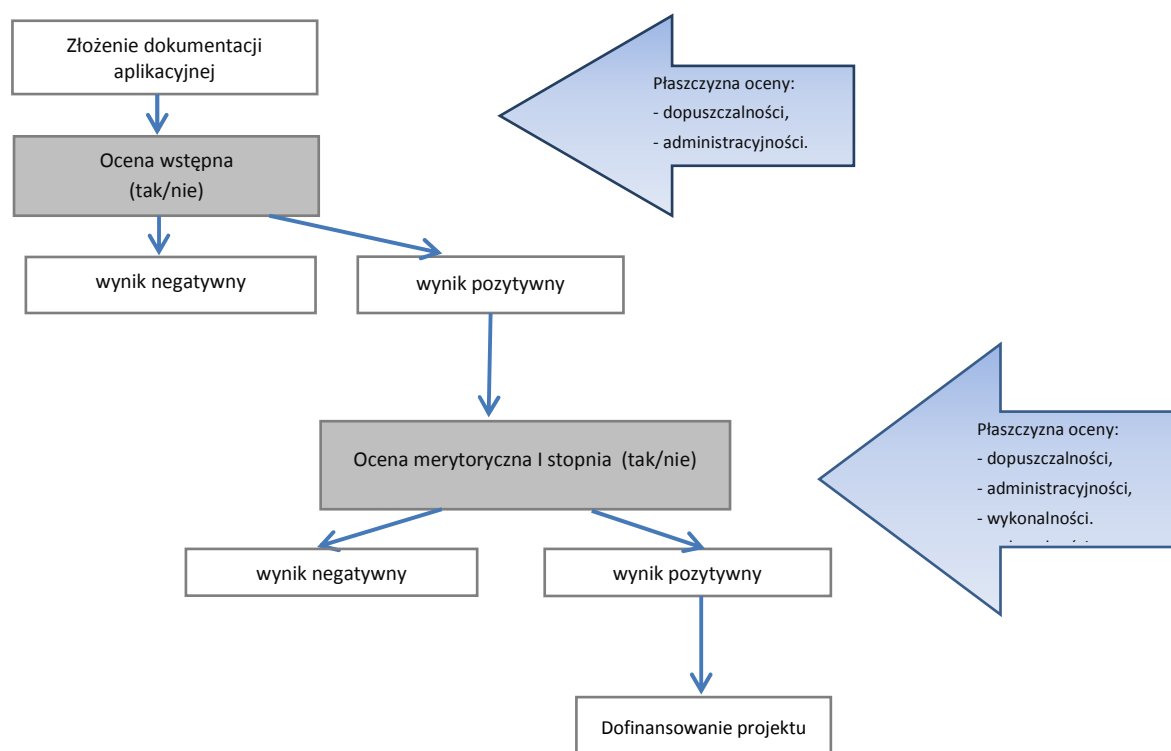 Złożenie dokumentacji
aplikacyjnej
Płaszczyzna oceny:
- dopuszczalności,
- administracyjności.
Ocena wstępna
(tak/nie)
wynik negatywny
wynik pozytywny
Płaszczyzna oceny:
- dopuszczalności,
- administracyjności,
- wykonalności.
Ocena merytoryczna I stopnia (tak/nie)
wynik negatywny
wynik pozytywny
Dofinansowanie projektu